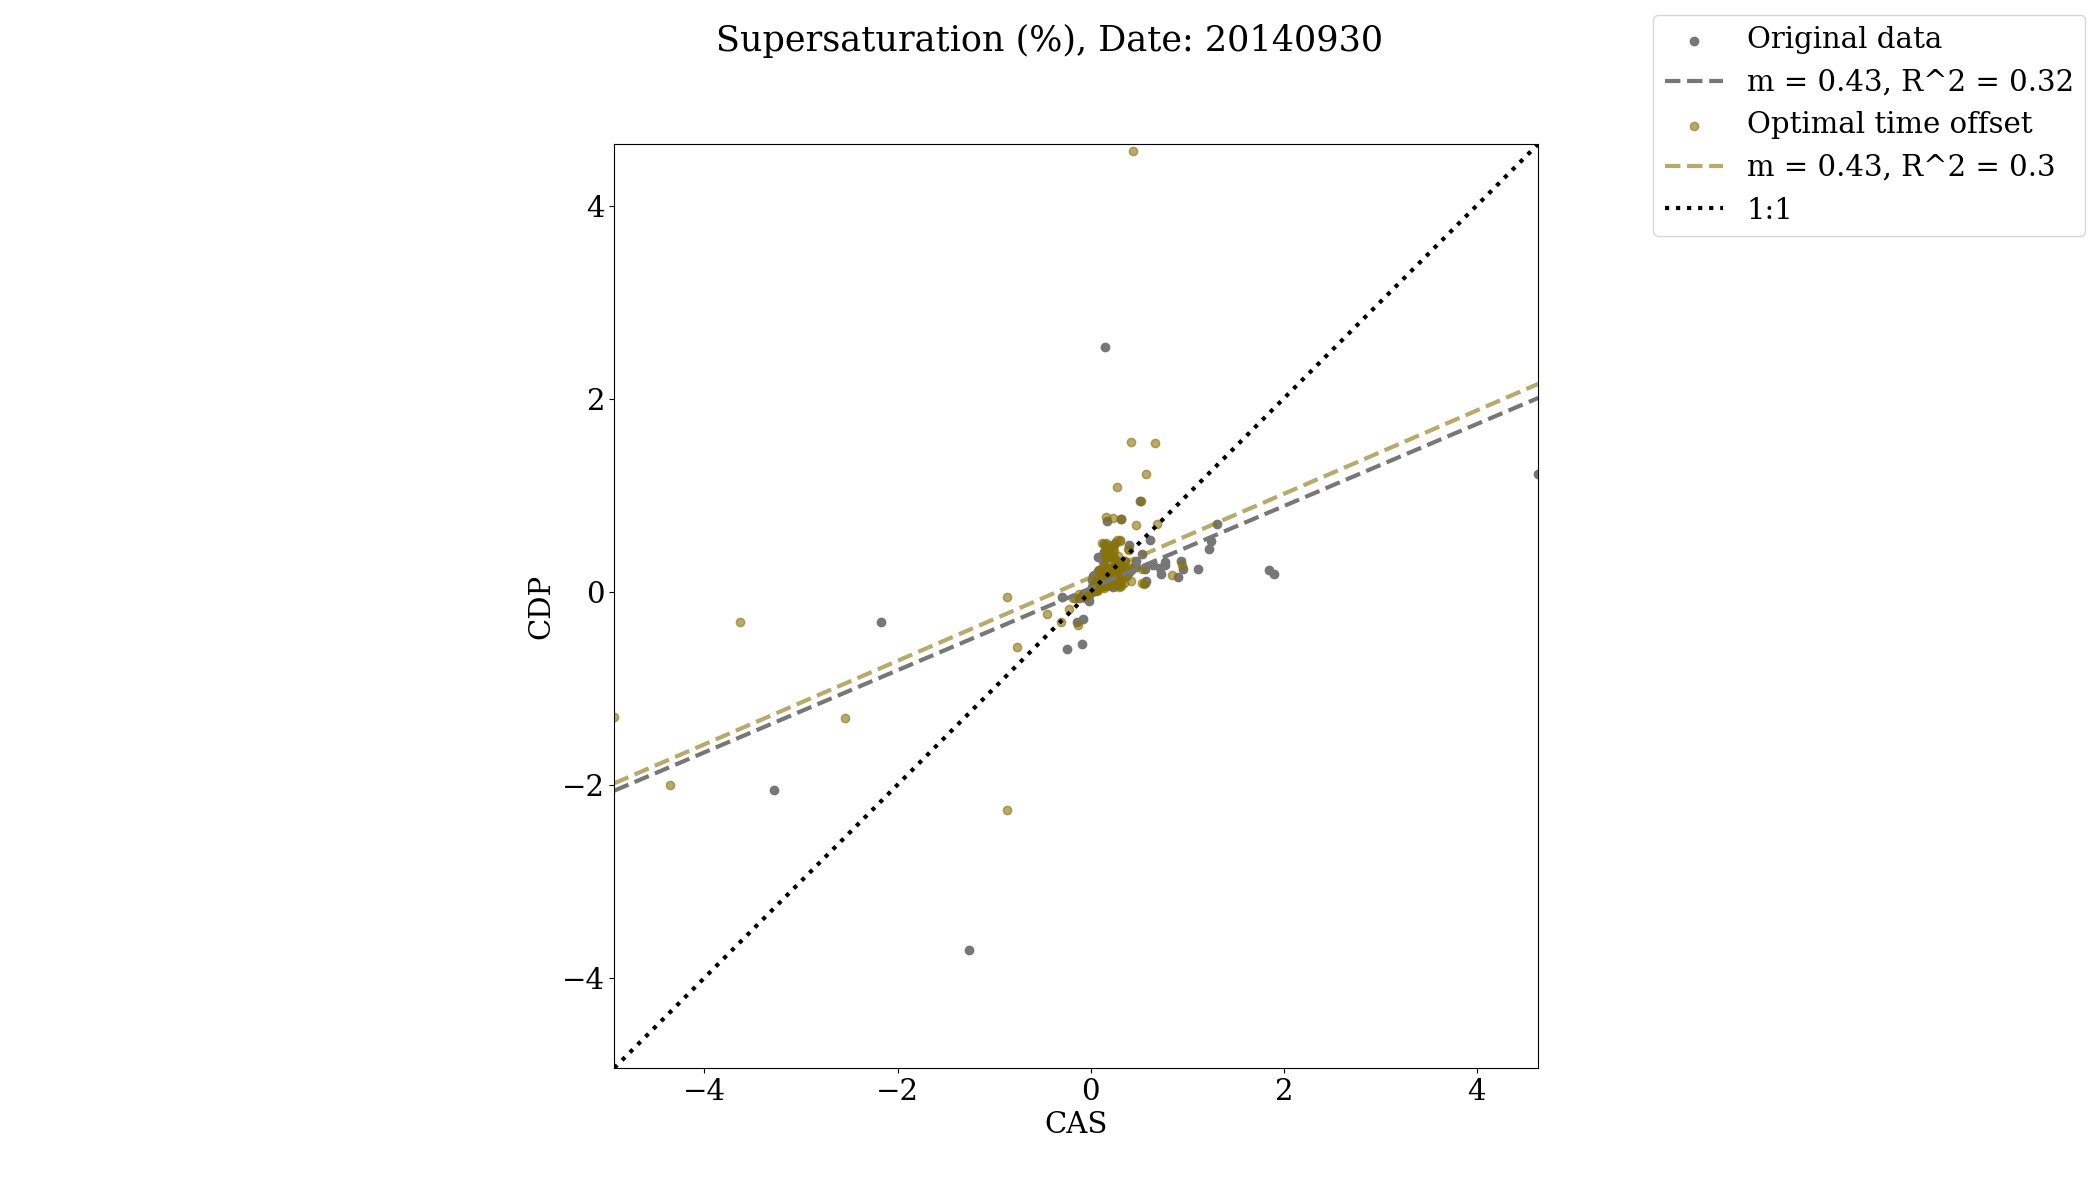 Supersaturation (%), Date: 20140930
Original data
m = 0.43, R^2 = 0.32
Optimal time offset
m = 0.43, R^2 = 0.3
1:1
4
2
0
−2
−4
CDP
−4 −2 0 2 4
CAS